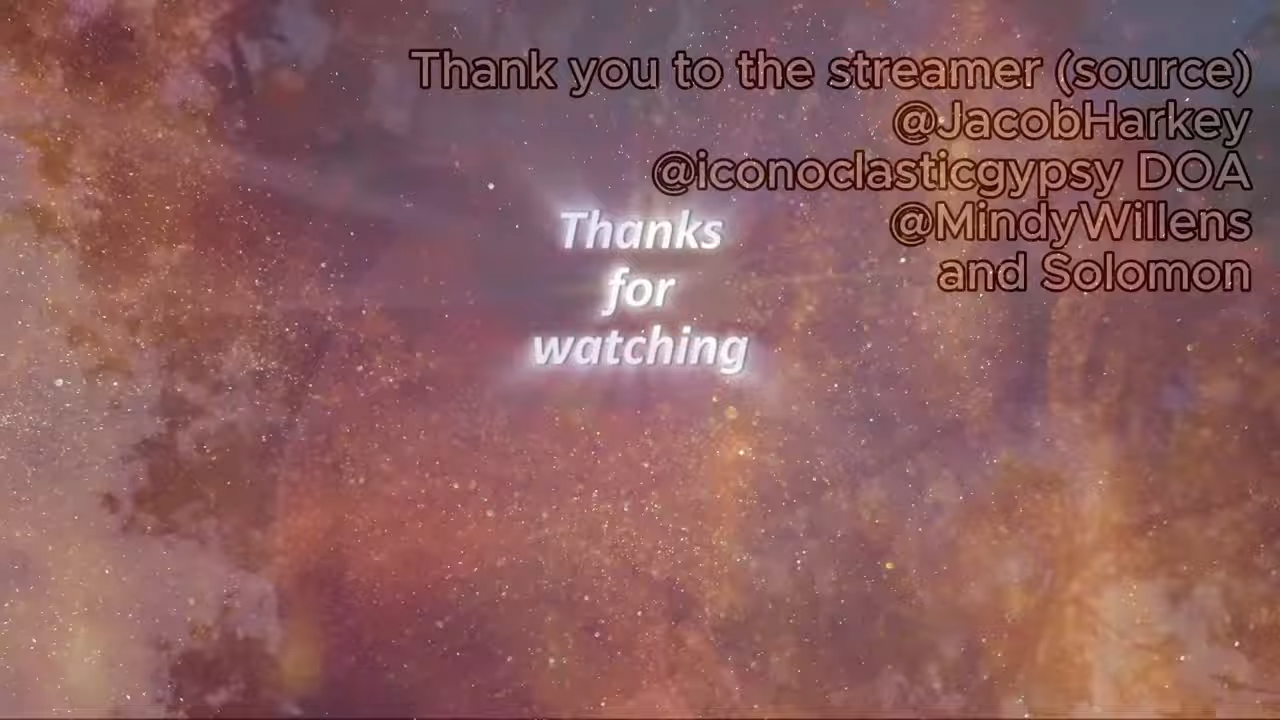 Thank you to the streamer (source)
@JacobHarkey
@iconoclasticgypsy DOA
@MindyWillens
and Solomon
Thanks
for
watching